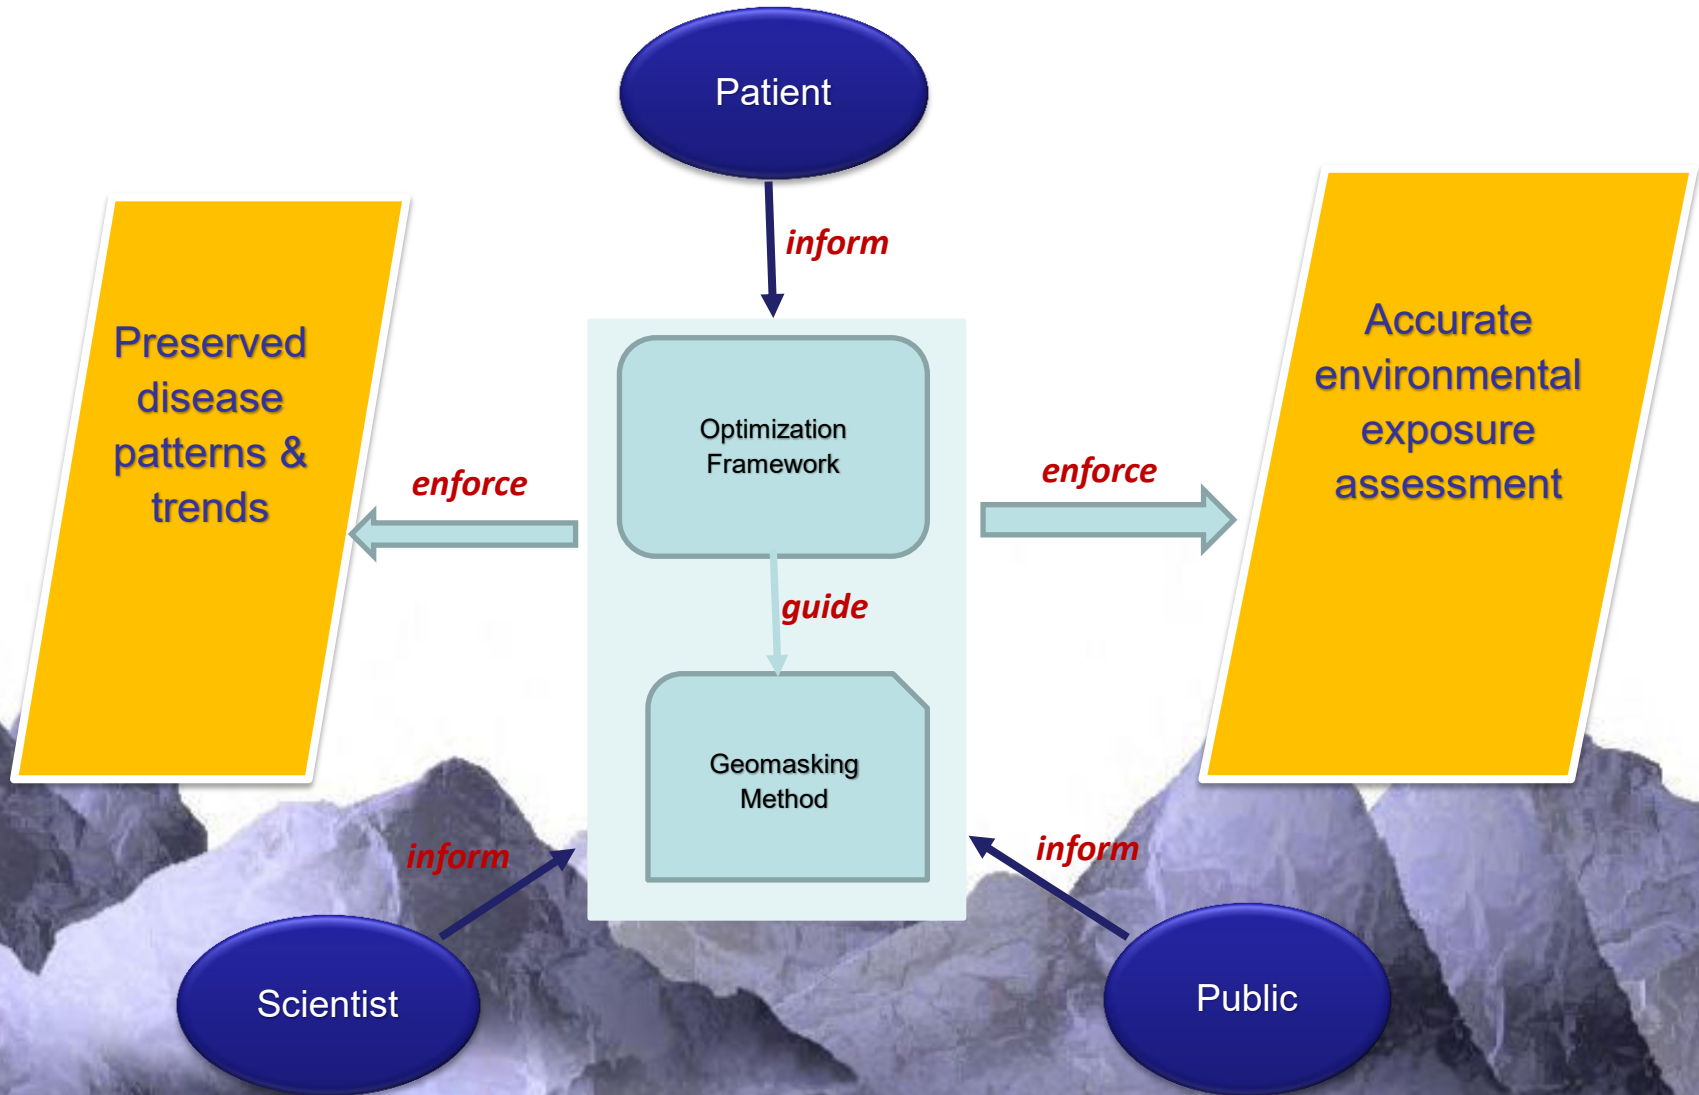 Patient
inform
Preserved
disease
patterns &
trends
enforce
Optimization
Framework
enforce
Accurate
environmental
exposure
assessment
guide
Geomasking
Method
inform
inform
Scientist
Public